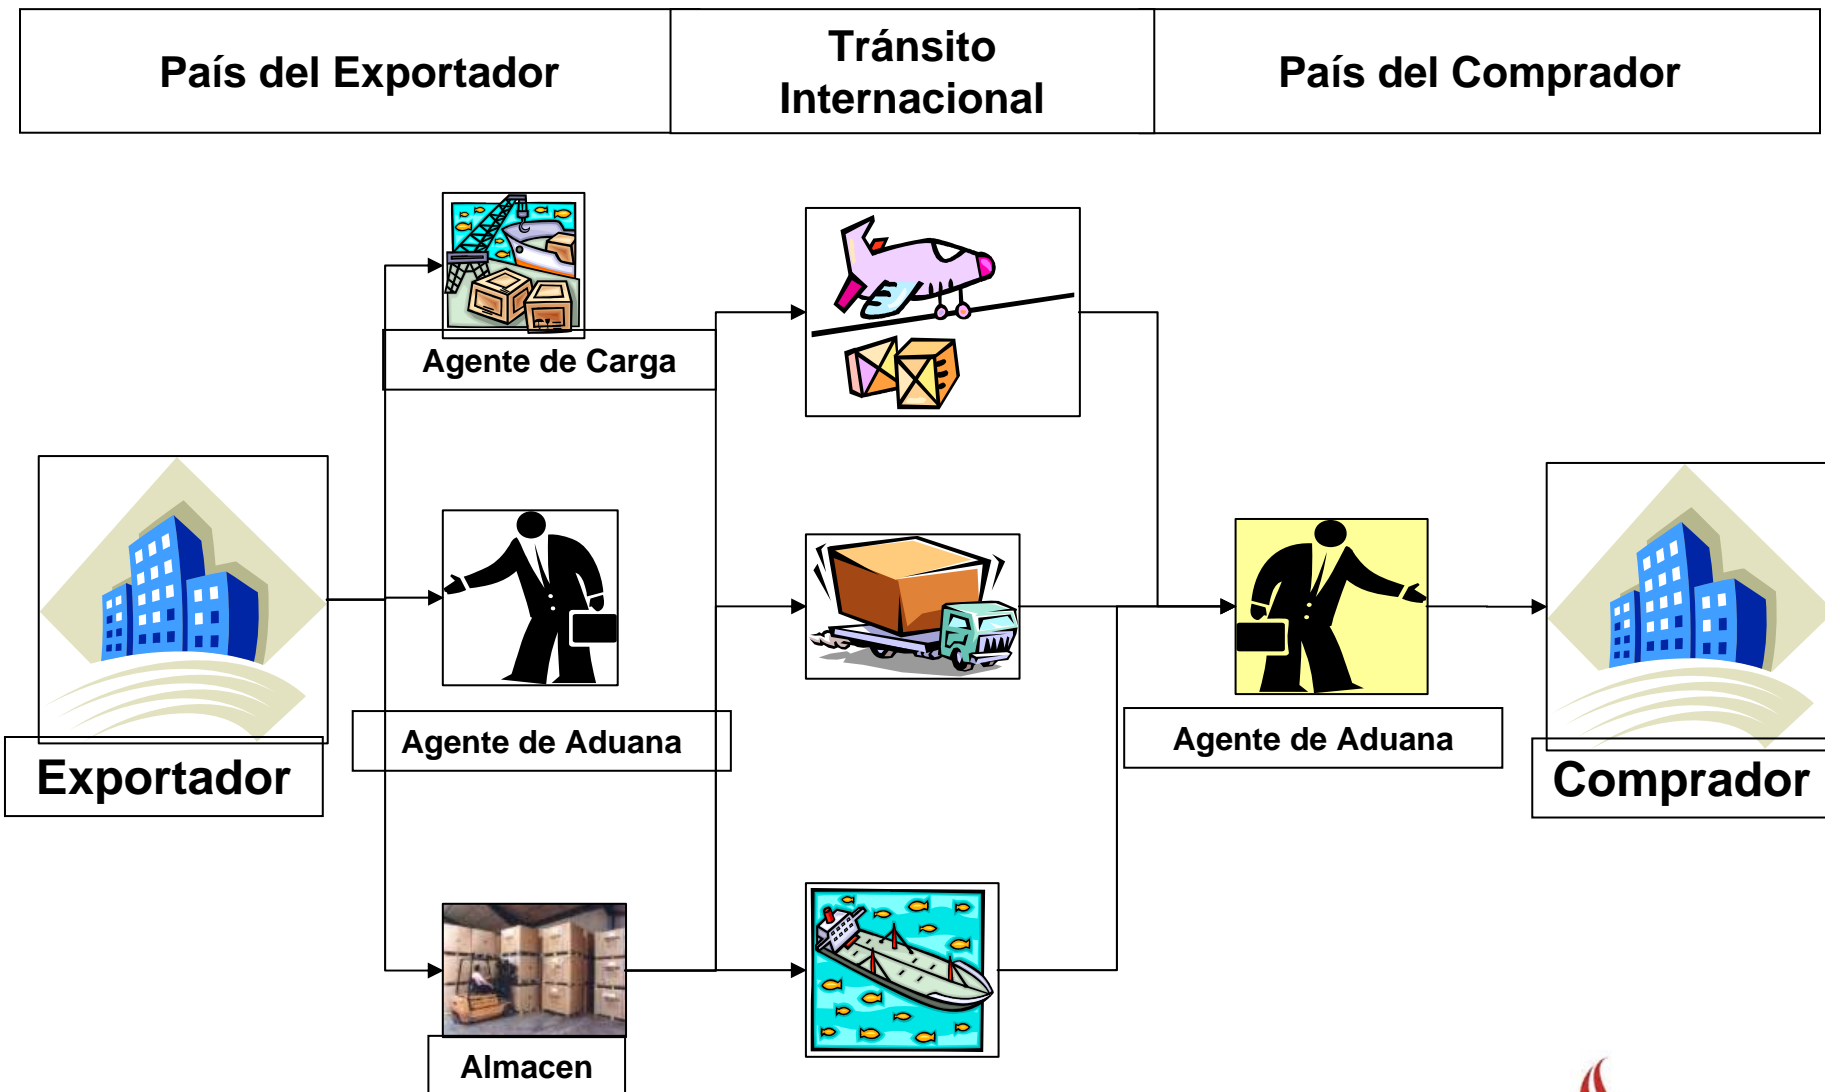 País del Exportador
Tránsito
Internacional
País del Comprador
Agente de Carga
Agente de Aduana
Agente de Aduana
Exportador
Comprador
Almacen